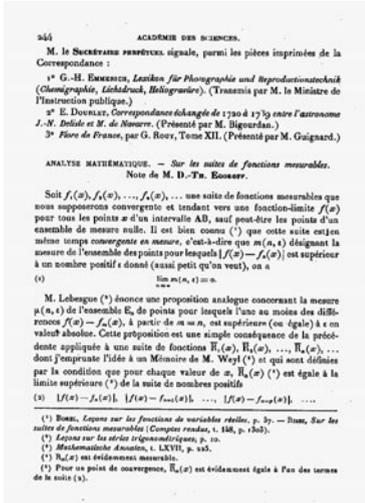 244 ACADÉMIE DES SCIENCES.
M. le SECRÉTAIRE PERPÉTUEL signale, parmi les pièces imprimées de la
Correspondance :
1° G.-H. EMMERICH, Lexikon für Photographie und Reproductionstechnik
(Chemigraphie, Lichtdruck, Heliogravüre). (Transmis par M. le Ministre de
l'Instruction publique.)
2° E. DOUBLET, Correspondance échangée de 1720 à 1739 entre l'astronome
J.-N. Delisle et M. de Navarre. (Présenté par M. Bigourdan.)
3° Flore de France, par G. ROUY, Tome XII. (Présenté par M. Guignard.)
ANALYSE MATHÉMATIQUE. — Sur les suites de fonctions mesurables.
Note de M. D.-TH. EGOROFF.
Soit f₁(x), f₂(x), ..., fₙ(x), ... une suite de fonctions mesurables que
nous supposerons convergente et tendant vers une fonction-limite f(x)
pour tous les points x d'un intervalle AB, sauf peut-être les points d'un
ensemble de mesure nulle. Il est bien connu (¹) que cette suite est en
même temps convergente en mesure, c'est-à-dire que m(n, ε) désignant la
mesure de l'ensemble des points pour lesquels |f(x) — fₙ(x)| est supérieur
à un nombre positif ε donné (aussi petit qu'on veut), on a
(1) lim m(n, ε) = 0.
n=∞
M. Lebesgue (²) énonce une proposition analogue concernant la mesure
μ(n, ε) de l'ensemble Eₙ de points pour lesquels l'une au moins des diffé-
rences f(x) — fₘ(x), à partir de m = n, est supérieure (ou égale) à ε en
valeur absolue. Cette proposition est une simple conséquence de la précé-
dente appliquée à une suite de fonctions R̅₁(x), R̅₂(x), ..., R̅ₙ(x), ...
dont j'emprunte l'idée à un Mémoire de M. Weyl (³) et qui sont définies
par la condition que pour chaque valeur de x, R̅ₙ(x) (⁴) est égale à la
limite supérieure (⁵) de la suite de nombres positifs
(2) |f(x) — fₙ(x)|, |f(x) — fₙ₊₁(x)|, ..., |f(x) — fₙ₊ₚ(x)|, ....
(¹) BOREL, Leçons sur les fonctions de variables réelles, p. 37. — RIESZ, Sur les
suites de fonctions mesurables (Comptes rendus, t. 148, p. 1303).
(²) Leçons sur les séries trigonométriques, p. 10.
(³) Mathematische Annalen, t. LXVII, p. 225.
(⁴) R̅ₙ(x) est évidemment mesurable.
(⁵) Pour un point de convergence, R̅ₙ(x) est évidemment égale à l'un des termes
de la suite (2).